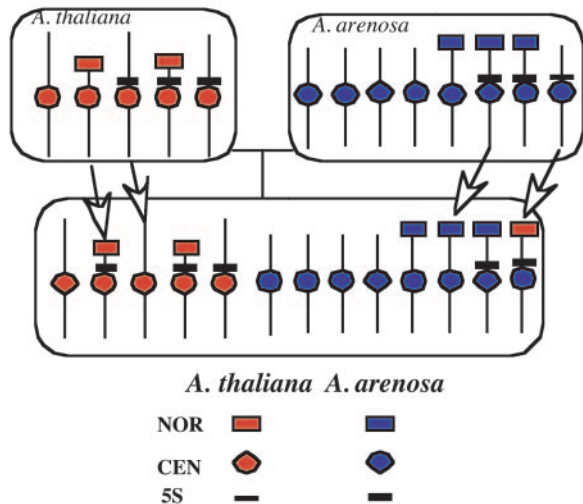 A. thaliana
A. arenosa
A. thaliana A. arenosa
NOR
CEN
5S